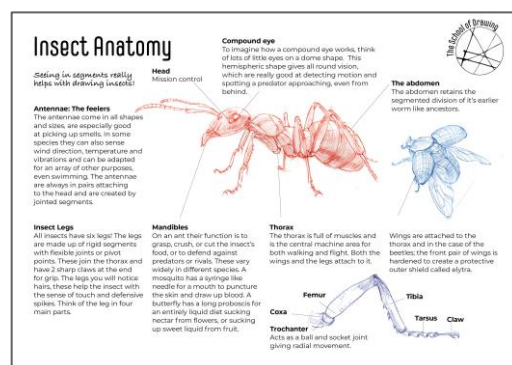 Insect Anatomy
Seeing in segments really
helps with drawing insects!
The School of Drawing
Head
Mission control
Compound eye
To imagine how a compound eye works, think
of lots of little eyes on a dome shape. This
hemispheric shape gives all round vision,
which are really good at detecting motion and
spotting a predator approaching, even from
behind.
The abdomen
The abdomen retains the
segmented division of it's earlier
worm like ancestors.
Antennae: The feelers
The antennae come in all shapes
and sizes, are especially good
at picking up smells. In some
species they can also sense
wind direction, temperature and
vibrations and can be adapted
for an array of other purposes,
even swimming. The antennae
are always in pairs attaching
to the head and are created by
jointed segments.
Insect Legs
All insects have six legs! The legs
are made up of rigid segments
with flexible joints or pivot
points. These join the thorax and
have 2 sharp claws at the end
for grip. The legs you will notice
hairs, these help the insect with
the sense of touch and defensive
spikes. Think of the leg in four
main parts.
Mandibles
On an ant their function is to
grasp, crush, or cut the insect's
food, or to defend against
predators or rivals. These vary
widely in different species. A
mosquito has a syringe like
needle for a mouth to puncture
the skin and draw up blood. A
butterfly has a long proboscis for
an entirely liquid diet sucking
nectar from flowers, or sucking
up sweet liquid from fruit.
Thorax
The thorax is full of muscles and
is the central machine area for
both walking and flight. Both the
wings and the legs attach to it.
Wings are attached to the
thorax and in the case of the
beetles; the front pair of wings is
hardened to create a protective
outer shield called elytra.
Femur
Tibia
Coxa
Tarsus
Claw
Trochanter
Acts as a ball and socket joint
giving radial movement.